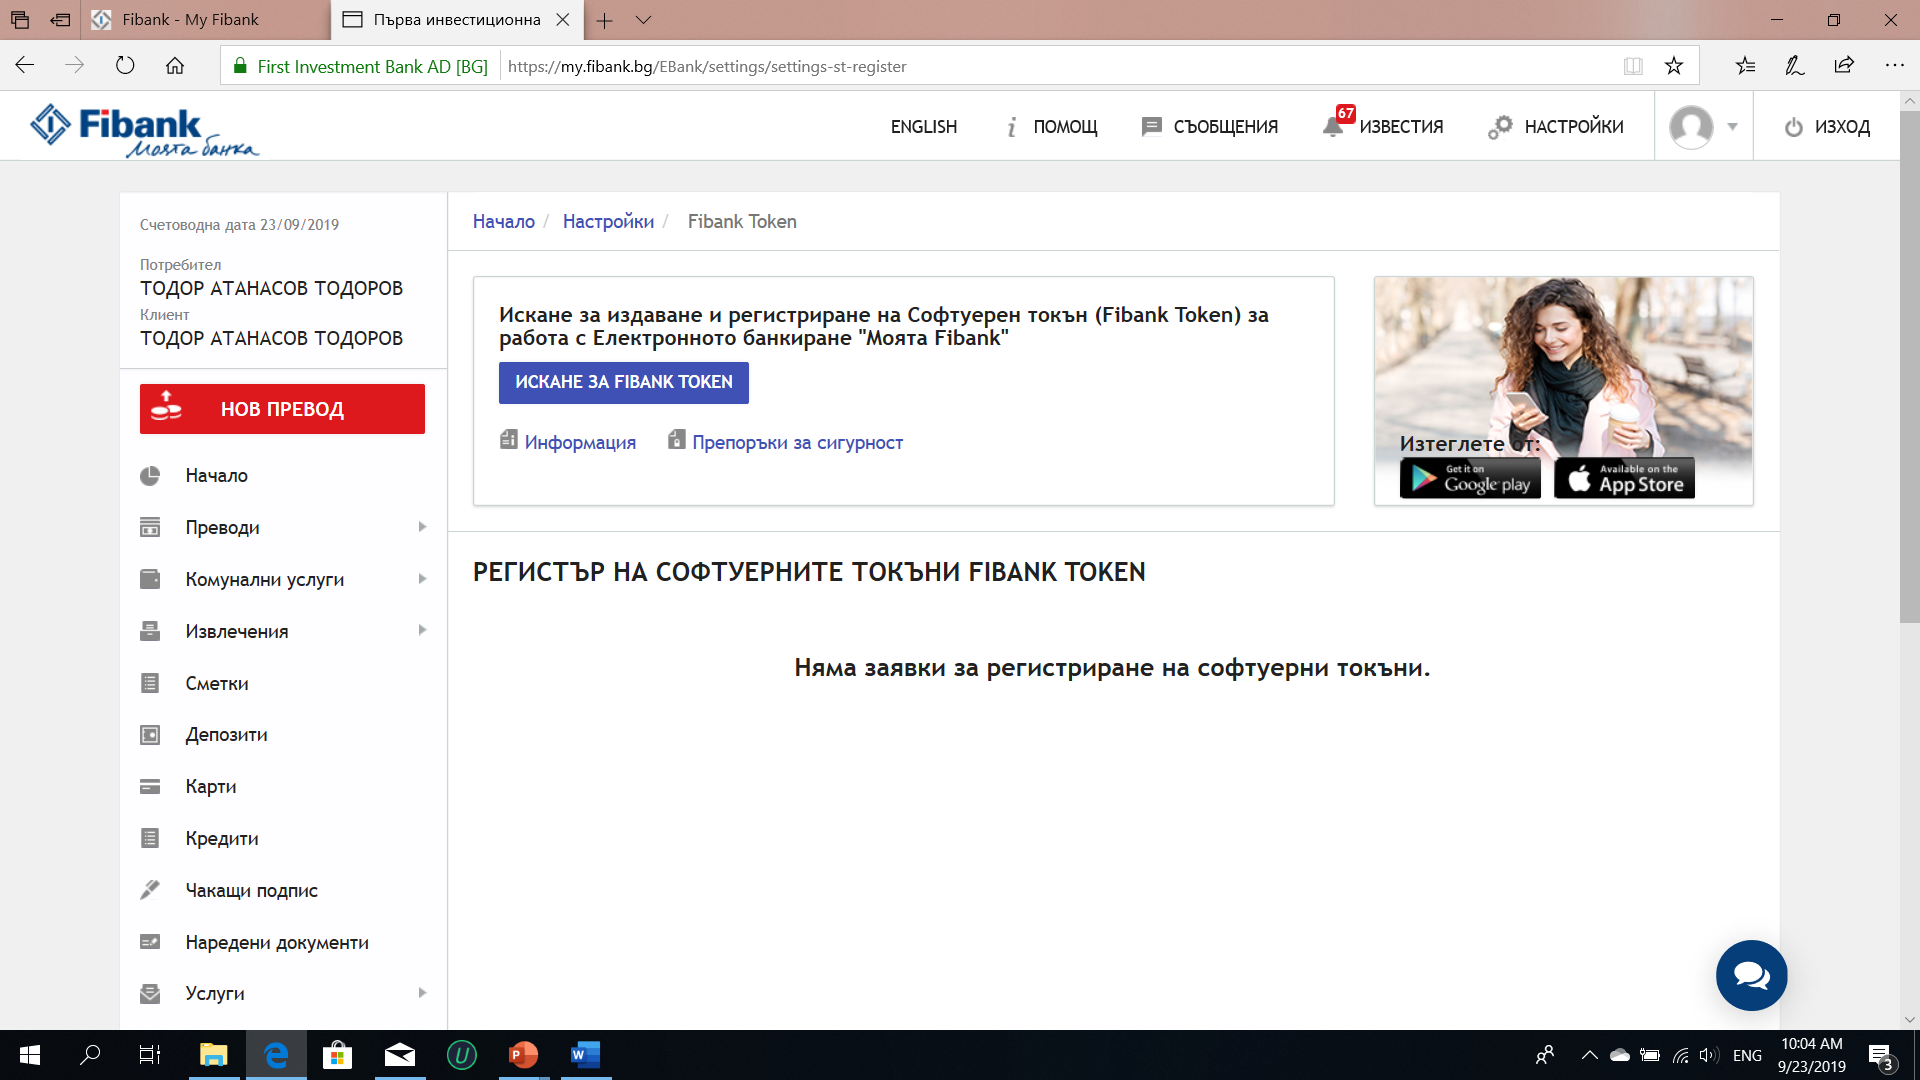 Fibank - My Fibank
Първа инвестиционна
First Investment Bank AD [BG]
https://my.fibank.bg/EBank/settings/settings-st-register
Fibank
Моята банка
ENGLISH
ПОМОЩ
СЪОБЩЕНИЯ
67
ИЗВЕСТИЯ
НАСТРОЙКИ
ИЗХОД
Счетоводна дата 23/09/2019
Потребител
ТОДОР АТАНАСОВ ТОДОРОВ
Клиент
ТОДОР АТАНАСОВ ТОДОРОВ
НОВ ПРЕВОД
Начало
Преводи
Комунални услуги
Извлечения
Сметки
Депозити
Карти
Кредити
Чакащи подпис
Наредени документи
Услуги
Начало / Настройки / Fibank Token
Искане за издаване и регистриране на Софтуерен токън (Fibank Token) за
работа с Електронното банкиране "Моята Fibank"
ИСКАНЕ ЗА FIBANK TOKEN
Информация
Препоръки за сигурност
Изтеглете от:
Get it on
Google play
Available on the
App Store
РЕГИСТЪР НА СОФТУЕРНИТЕ ТОКЪНИ FIBANK TOKEN
Няма заявки за регистриране на софтуерни токъни.
ENG
10:04 AM
9/23/2019
3